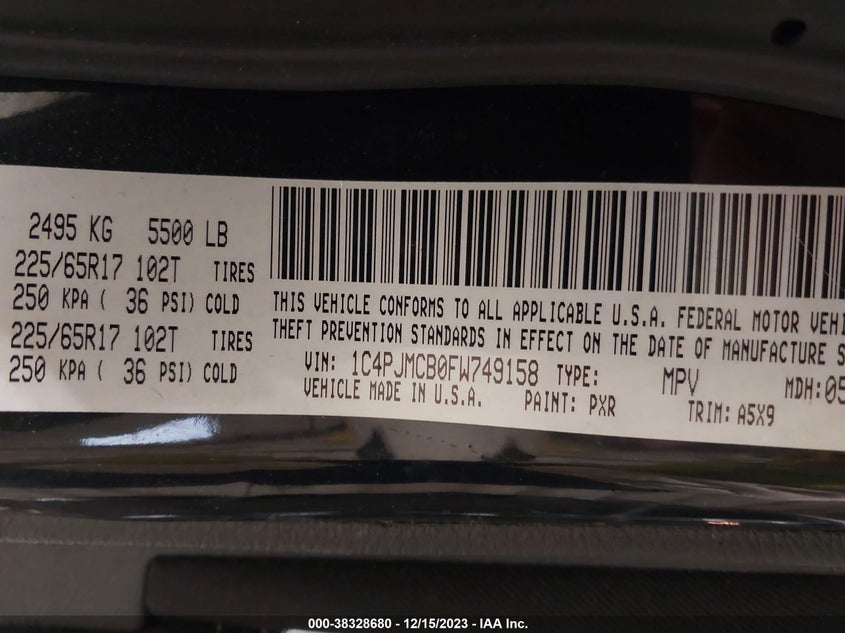 2495 KG 5500 LB
225/65R17 102T TIRES
250 KPA ( 36 PSI) COLD
225/65R17 102T TIRES
250 KPA ( 36 PSI) COLD
THIS VEHICLE CONFORMS TO ALL APPLICABLE U.S.A. FEDERAL MOTOR VEHI
THEFT PREVENTION STANDARDS IN EFFECT ON THE DATE OF MANUFACTURE S
VIN: 1C4PJMCB0FW749158 TYPE: MPV MDH:05
VEHICLE MADE IN U.S.A. PAINT: PXR TRIM: A5X9
000-38328680 - 12/15/2023 - IAA Inc.